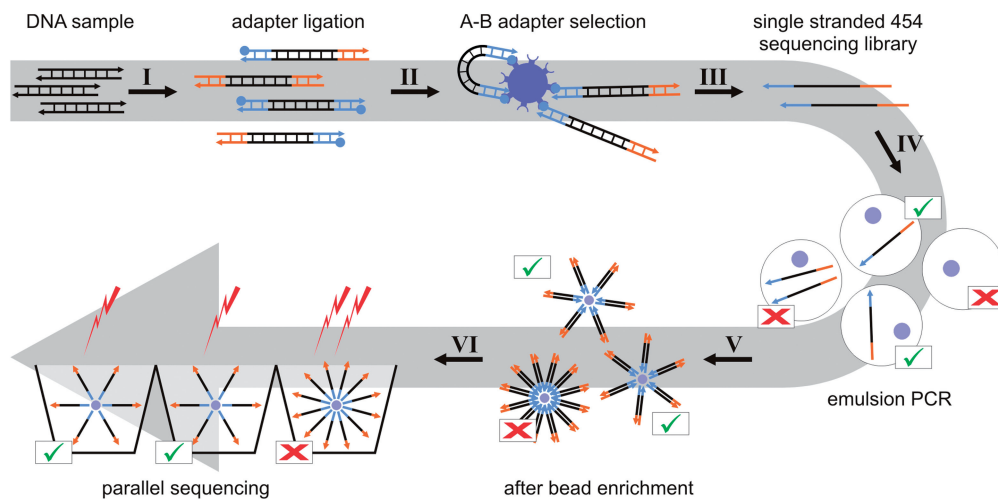 DNA sample
adapter ligation
A-B adapter selection
single stranded 454
sequencing library
I
II
III
IV
emulsion PCR
V
VI
after bead enrichment
parallel sequencing